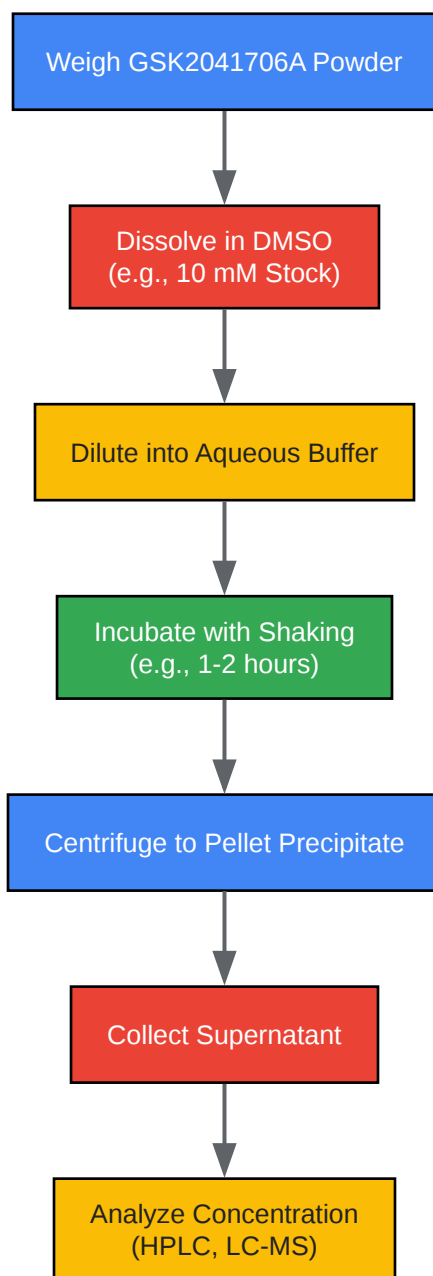 Weigh GSK2041706A Powder
Dissolve in DMSO
(e.g., 10 mM Stock)
Dilute into Aqueous Buffer
Incubate with Shaking
(e.g., 1-2 hours)
Centrifuge to Pellet Precipitate
Collect Supernatant
Analyze Concentration
(HPLC, LC-MS)